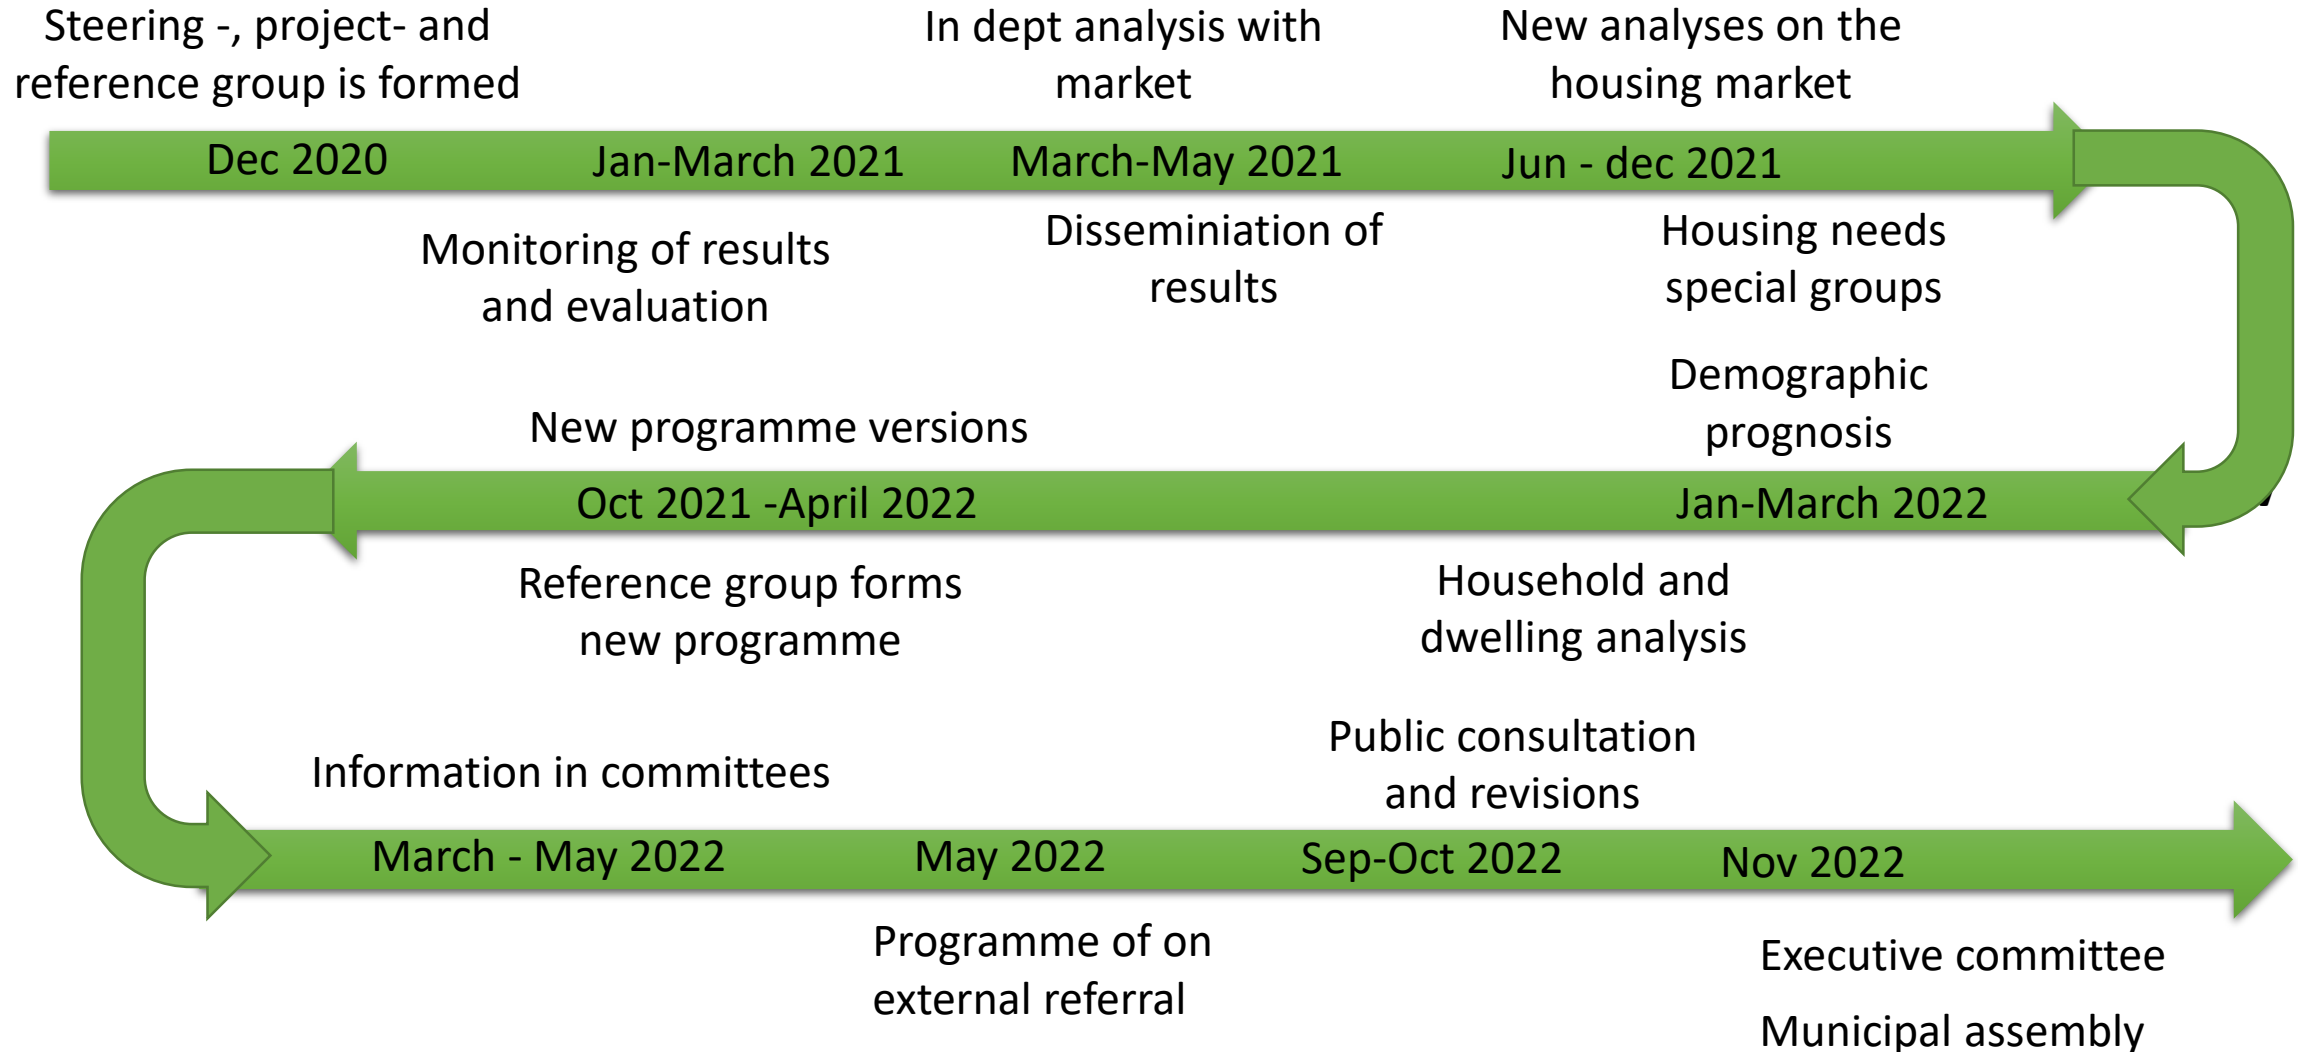 Steering -, project- and
reference group is formed
In dept analysis with
market
New analyses on the
housing market
Dec 2020
Jan-March 2021
March-May 2021
Jun - dec 2021
Monitoring of results
and evaluation
Disseminiation of
results
Housing needs
special groups
Demographic
prognosis
New programme versions
Jan-March 2022
Oct 2021 -April 2022
Household and
dwelling analysis
Reference group forms
new programme
Information in committees
Public consultation
and revisions
March - May 2022
May 2022
Sep-Oct 2022
Nov 2022
Programme of on
external referral
Executive committee
Municipal assembly